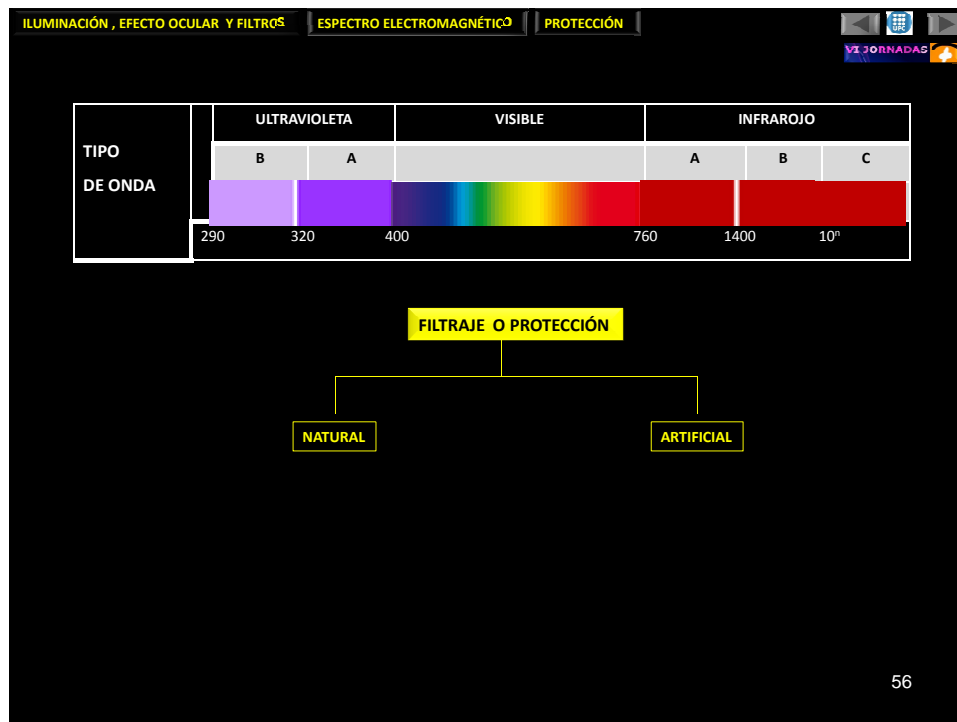 ILUMINACIÓN , EFECTO OCULAR Y FILTROS ESPECTRO ELECTROMAGNÉTICO PROTECCIÓN
UPC
VI JORNADAS
ULTRAVIOLETA VISIBLE INFRAROJO
TIPO
DE ONDA
B A A B C
290 320 400 760 1400 10ⁿ
FILTRAJE O PROTECCIÓN
NATURAL ARTIFICIAL
56